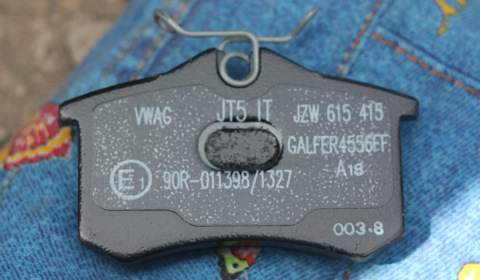 VWAG JT5 IT JZW 615 415
GALFER4556FF
A18
E1 90R-011398/1327
003-8